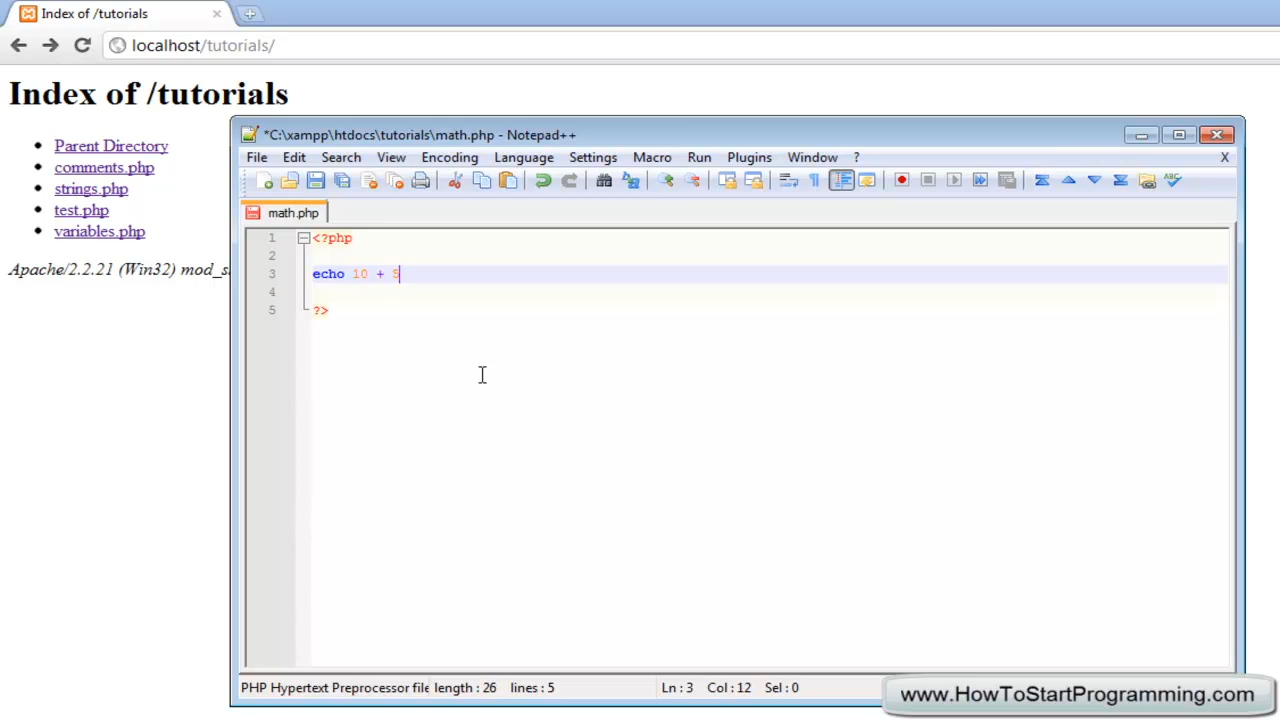 Index of /tutorials
localhost/tutorials/
Index of /tutorials
Parent Directory
comments.php
strings.php
test.php
variables.php
Apache/2.2.21 (Win32)
*C:\xampp\htdocs\tutorials\math.php - Notepad++
File Edit Search View Encoding Language Settings Macro Run Plugins Window ? X
math.php
1 <?php
2
3 echo 10 + 5
4
5 ?>
PHP Hypertext Preprocessor file length : 26 lines : 5 Ln : 3 Col : 12 Sel : 0
www.HowToStartProgramming.com